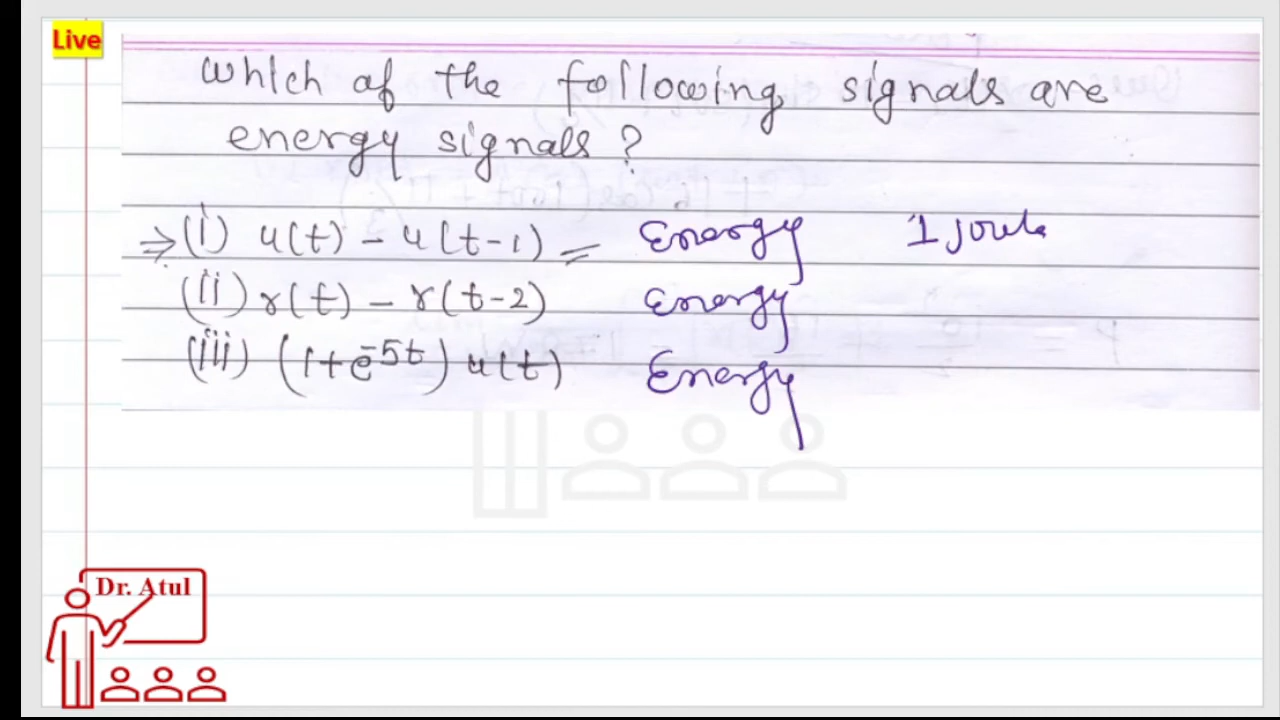 Live
which of the following signals are
energy signals ?
⇒ (i) u(t) - u(t-1) = Energy 1 joule
(ii) r(t) - r(t-2) Energy
(iii) (1+e^-5t) u(t) Energy
Dr. Atul